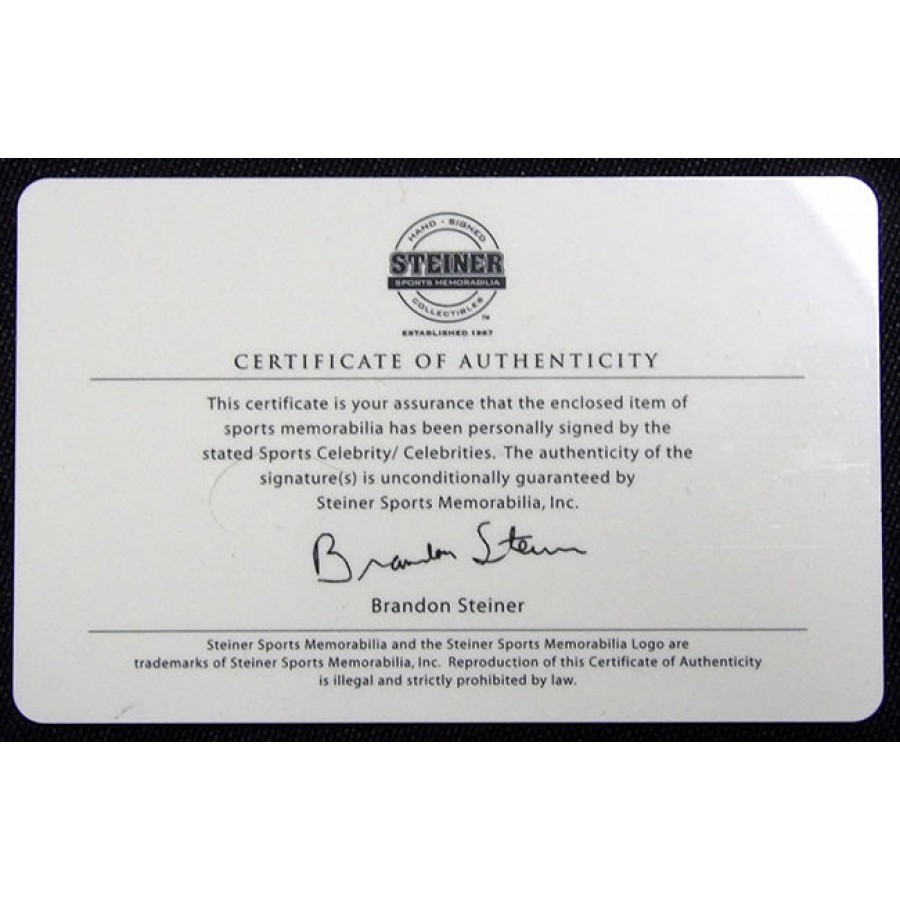 HAND - SIGNED
STEINER
SPORTS MEMORABILIA
COLLECTIBLES
TM
ESTABLISHED 1987
CERTIFICATE OF AUTHENTICITY
This certificate is your assurance that the enclosed item of
sports memorabilia has been personally signed by the
stated Sports Celebrity/ Celebrities. The authenticity of the
signature(s) is unconditionally guaranteed by
Steiner Sports Memorabilia, Inc.
Brandon Steiner
Brandon Steiner
Steiner Sports Memorabilia and the Steiner Sports Memorabilia Logo are
trademarks of Steiner Sports Memorabilia, Inc. Reproduction of this Certificate of Authenticity
is illegal and strictly prohibited by law.